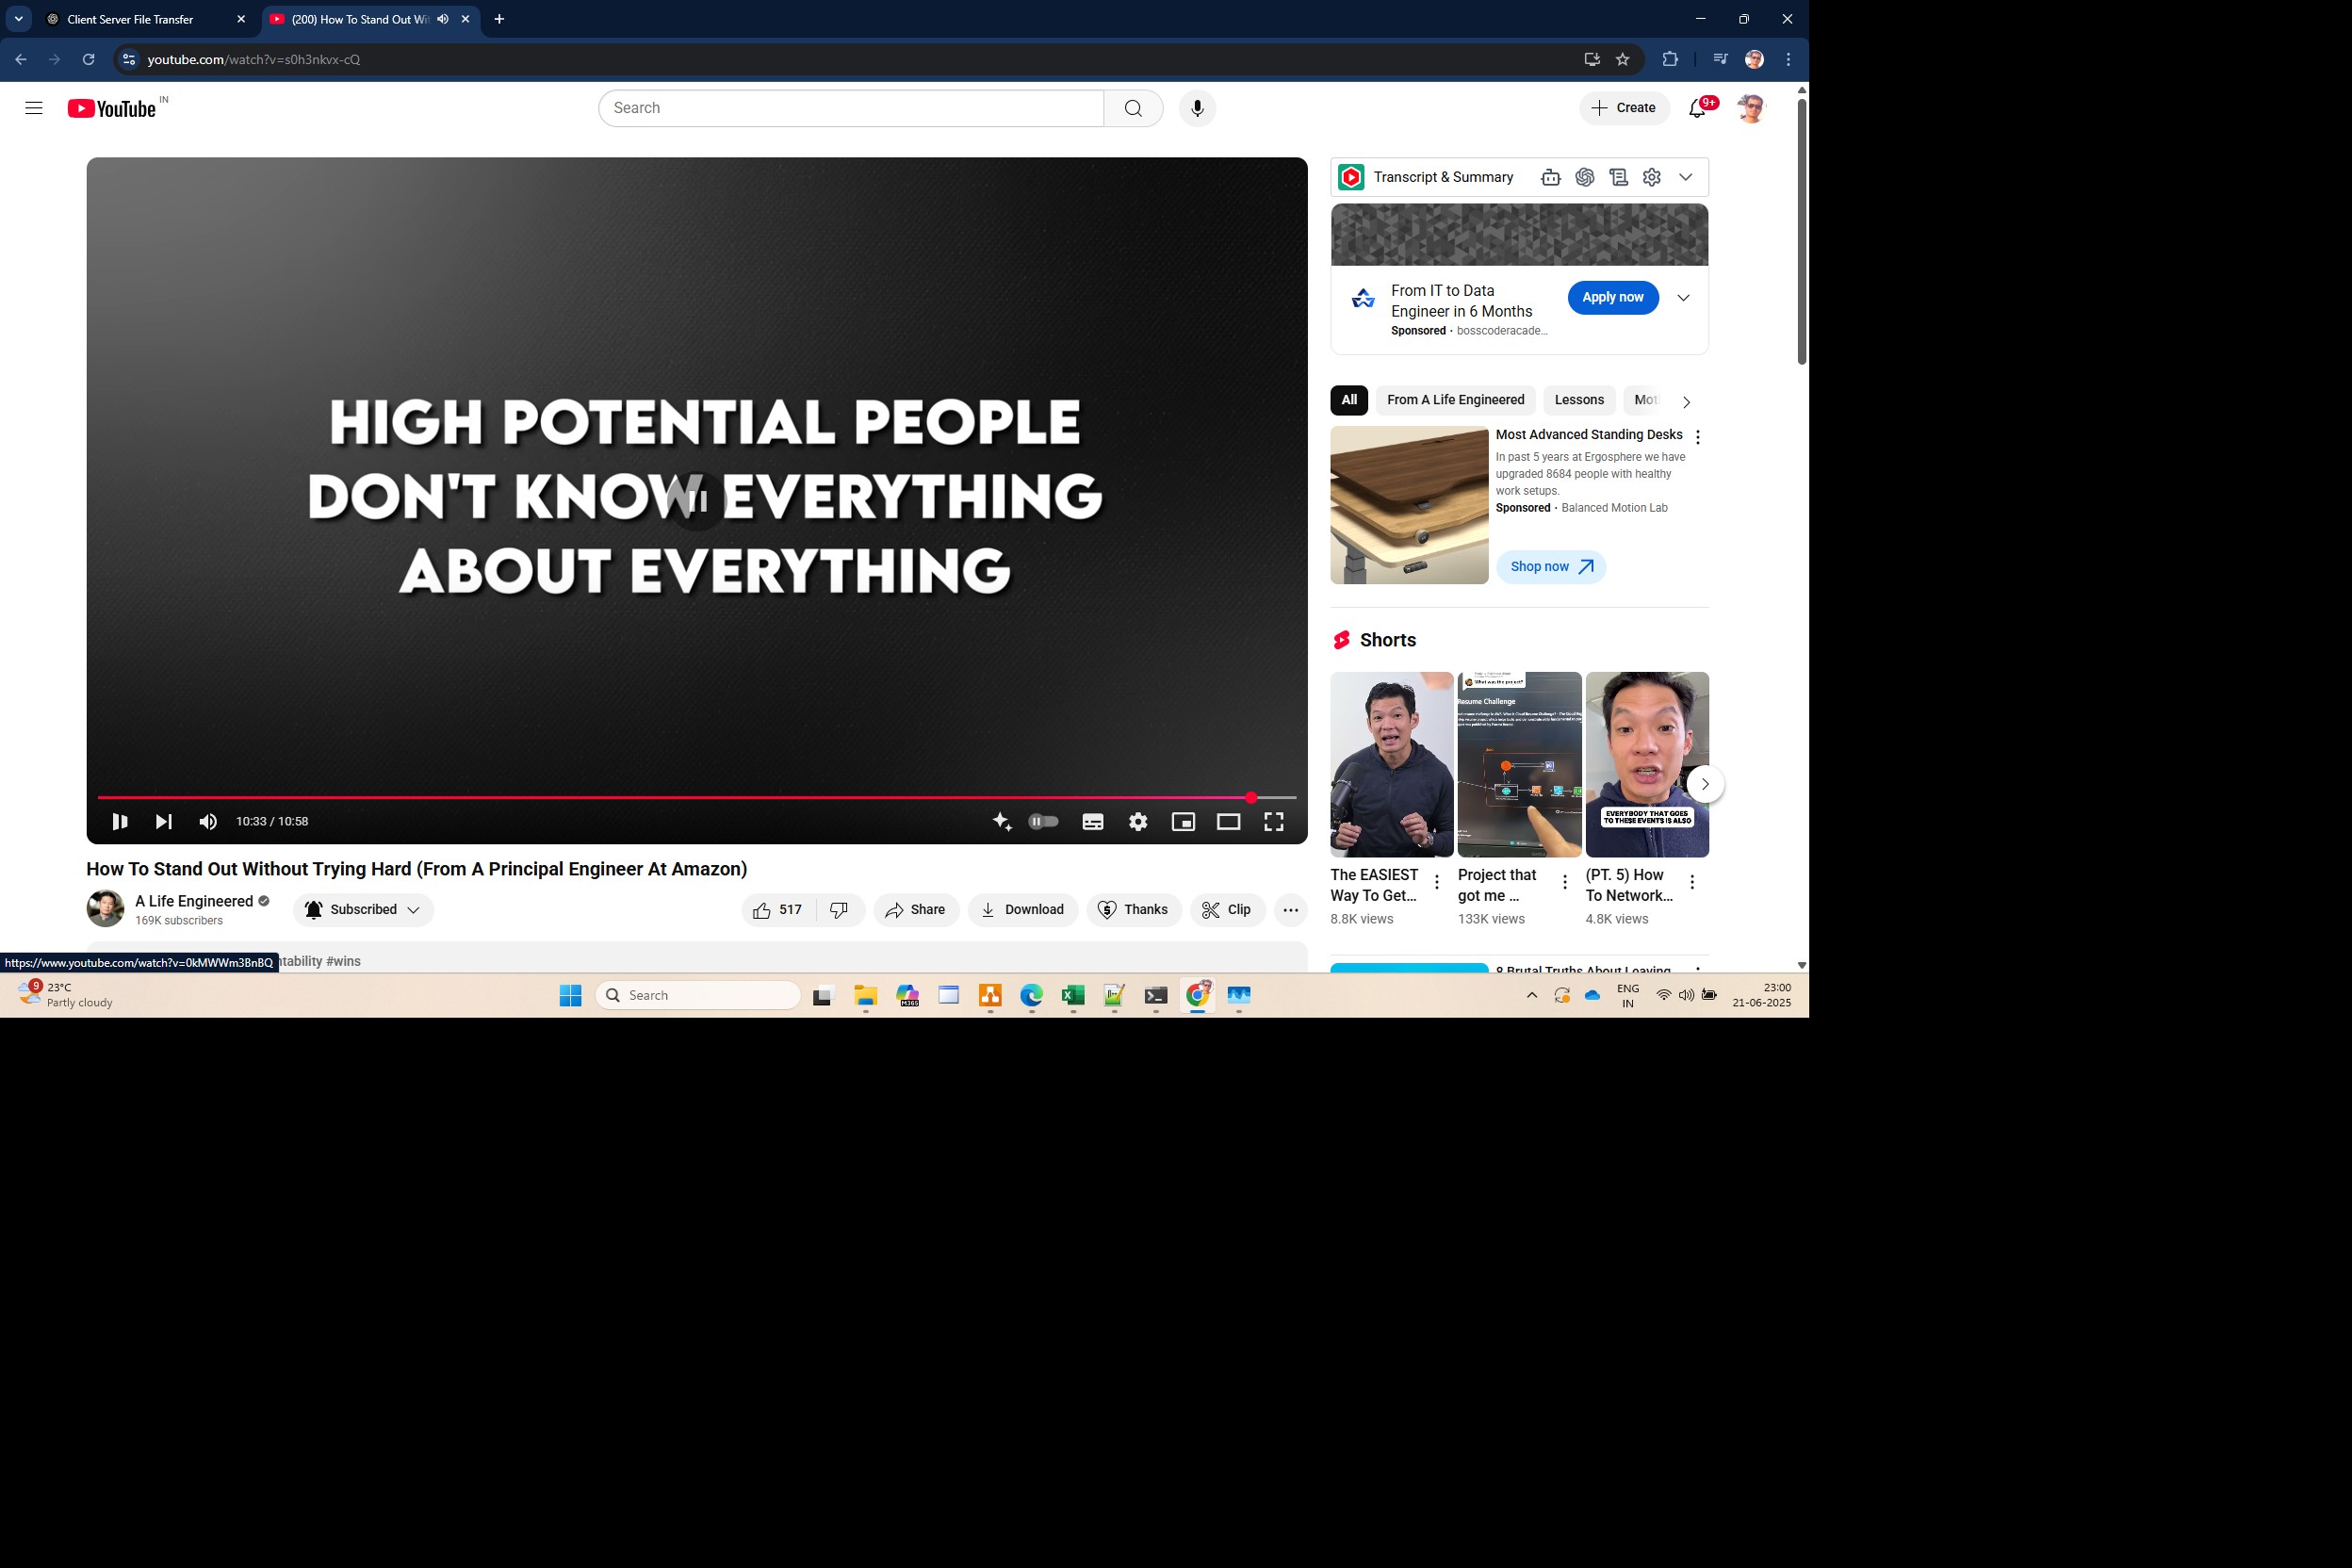 Client Server File Transfer
(200) How To Stand Out Wi
youtube.com/watch?v=s0h3nkvx-cQ
YouTube IN
Search
Create
9+
HIGH POTENTIAL PEOPLE
DON'T KNOW EVERYTHING
ABOUT EVERYTHING
10:33 / 10:58
How To Stand Out Without Trying Hard (From A Principal Engineer At Amazon)
A Life Engineered
169K subscribers
Subscribed
517
Share
Download
Thanks
Clip
https://www.youtube.com/watch?v=0kMWWm3BnBQ
ntability #wins
Transcript & Summary
From IT to Data
Engineer in 6 Months
Sponsored · bosscoderacade...
Apply now
All
From A Life Engineered
Lessons
Mot
Most Advanced Standing Desks
In past 5 years at Ergosphere we have
upgraded 8684 people with healthy
work setups.
Sponsored · Balanced Motion Lab
Shop now
Shorts
What was the project?
Resume Challenge
EVERYBODY THAT GOES
TO THESE EVENTS IS ALSO
The EASIEST
Way To Get...
8.8K views
Project that
got me ...
133K views
(PT. 5) How
To Network...
4.8K views
8 Brutal Truths About Leaving
9
23°C
Partly cloudy
Search
M365
ENG
IN
23:00
21-06-2025